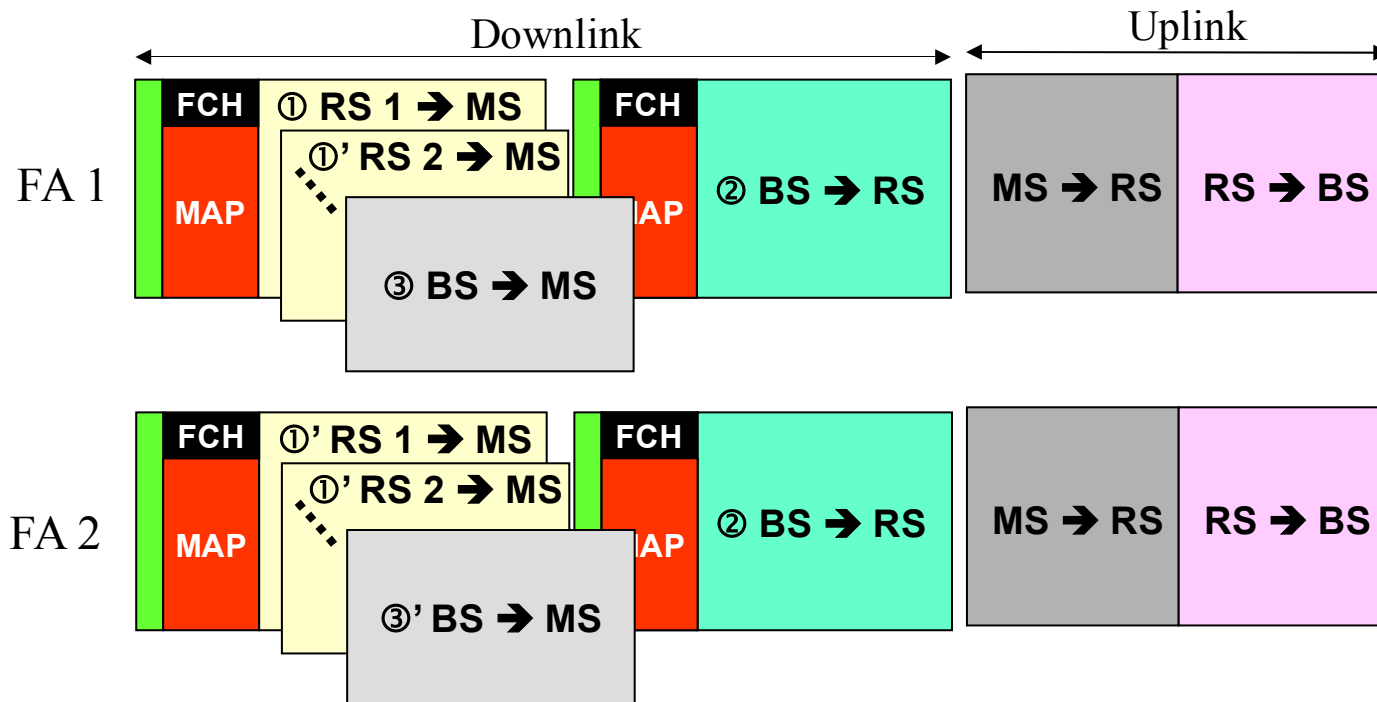 Downlink
Uplink
FA 1
FCH
MAP
① RS 1 → MS
①' RS 2 → MS
③ BS → MS
FCH
MAP
② BS → RS
MS → RS
RS → BS
FA 2
FCH
MAP
①' RS 1 → MS
①' RS 2 → MS
③' BS → MS
FCH
MAP
② BS → RS
MS → RS
RS → BS